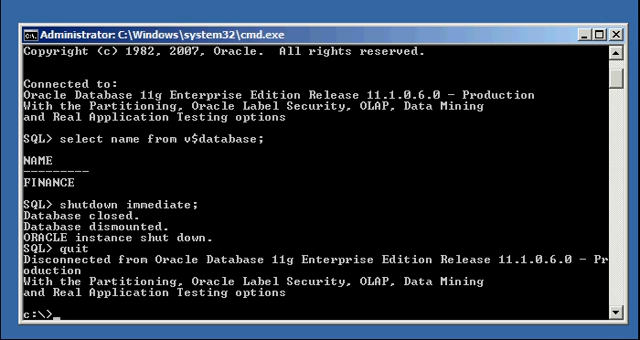 Administrator: C:\Windows\system32\cmd.exe
Copyright (c) 1982, 2007, Oracle.  All rights reserved.
Connected to:
Oracle Database 11g Enterprise Edition Release 11.1.0.6.0 - Production
With the Partitioning, Oracle Label Security, OLAP, Data Mining
and Real Application Testing options
SQL> select name from v$database;
NAME
---------
FINANCE
SQL> shutdown immediate;
Database closed.
Database dismounted.
ORACLE instance shut down.
SQL> quit
Disconnected from Oracle Database 11g Enterprise Edition Release 11.1.0.6.0 - Pr
oduction
With the Partitioning, Oracle Label Security, OLAP, Data Mining
and Real Application Testing options
c:\>_